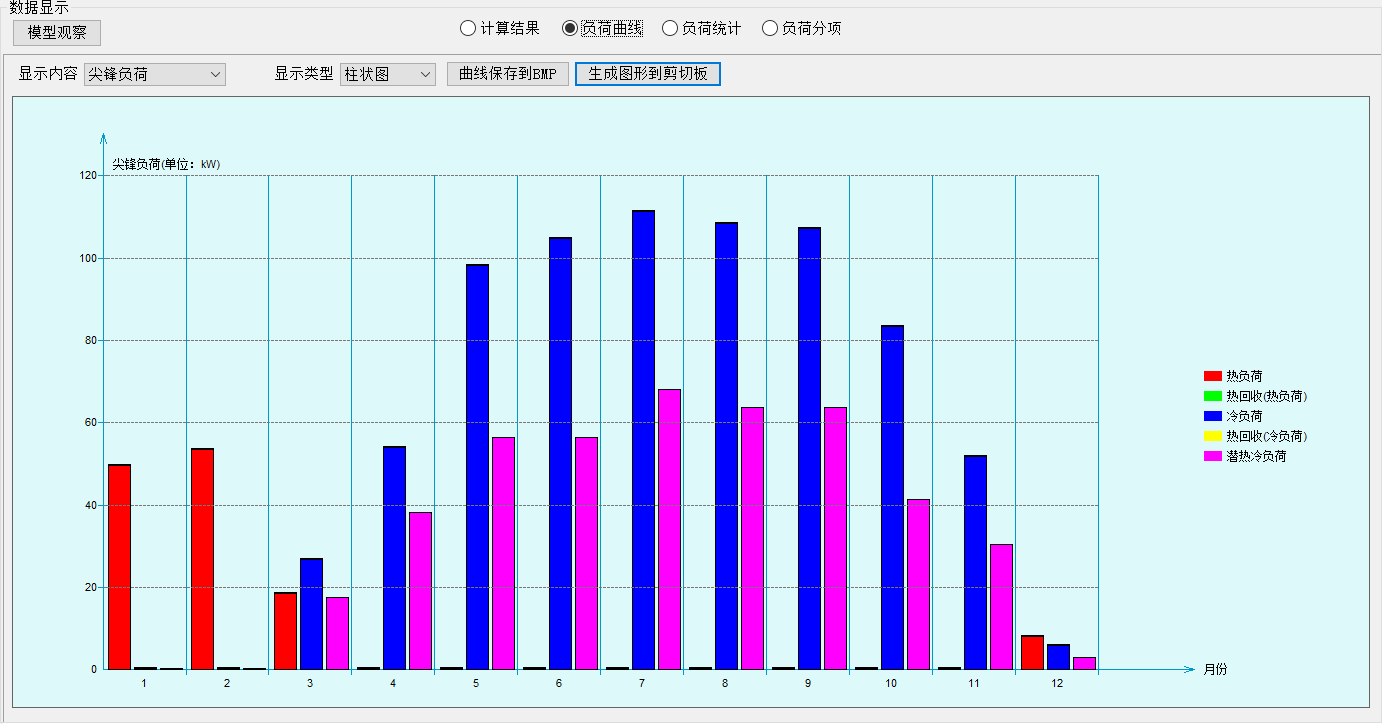 数据显示
模型观察
计算结果 负荷曲线 负荷统计 负荷分项
显示内容 尖锋负荷 显示类型 柱状图 曲线保存到BMP 生成图形到剪切板
尖锋负荷(单位：kW)
120
100
80
60
40
20
0
1 2 3 4 5 6 7 8 9 10 11 12
月份
热负荷
热回收(热负荷)
冷负荷
热回收(冷负荷)
潜热冷负荷